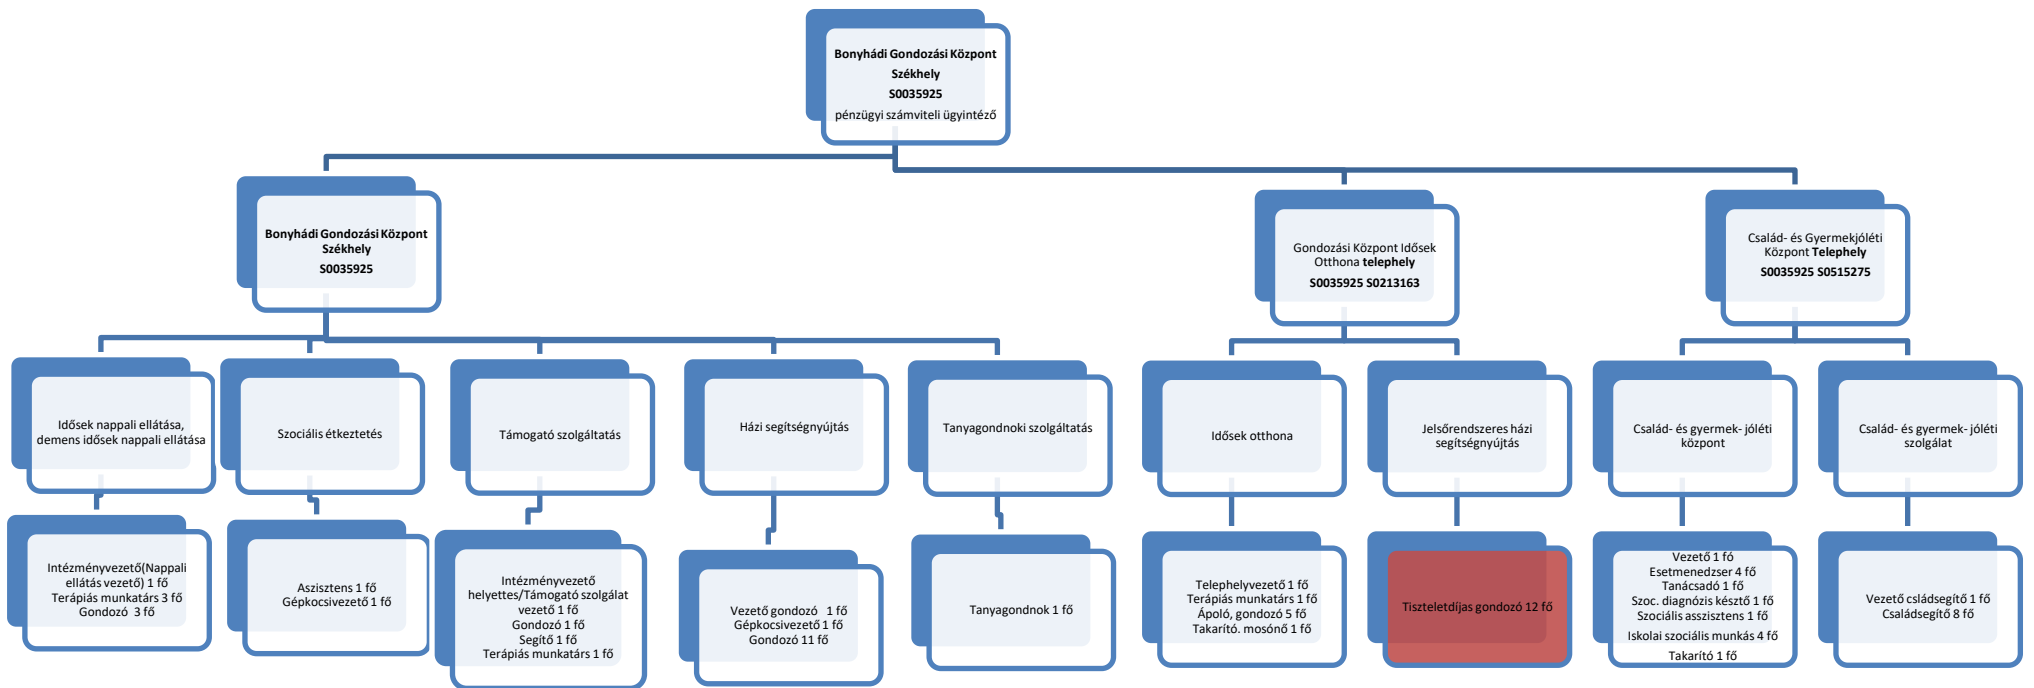 Bonyhádi Gondozási Központ
Székhely
S0035925
pénzügyi számviteli ügyintéző
Bonyhádi Gondozási Központ
Székhely
S0035925
Gondozási Központ Idősek
Otthona telephely
S0035925 S0213163
Család- és Gyermekjóléti
Központ Telephely
S0035925 S0515275
Idősek nappali ellátása,
demens idősek nappali ellátása
Szociális étkeztetés
Támogató szolgáltatás
Házi segítségnyújtás
Tanyagondnoki szolgáltatás
Idősek otthona
Jelsőrendszeres házi
segítségnyújtás
Család- és gyermek- jóléti
központ
Család- és gyermek- jóléti
szolgálat
Intézményvezető(Nappali
ellátás vezető) 1 fő
Terápiás munkatárs 3 fő
Gondozó 3 fő
Aszisztens 1 fő
Gépkocsivezető 1 fő
Intézményvezető
helyettes/Támogató szolgálat
vezető 1 fő
Gondozó 1 fő
Segítő 1 fő
Terápiás munkatárs 1 fő
Vezető gondozó 1 fő
Gépkocsivezető 1 fő
Gondozó 11 fő
Tanyagondnok 1 fő
Telephelyvezető 1 fő
Terápiás munkatárs 1 fő
Ápoló, gondozó 5 fő
Takarító. mosónő 1 fő
Tiszteletdíjas gondozó 12 fő
Vezető 1 fó
Esetmenedzser 4 fő
Tanácsadó 1 fő
Szoc. diagnózis késztő 1 fő
Szociális asszisztens 1 fő
Iskolai szociális munkás 4 fő
Takarító 1 fő
Vezető csládsegítő 1 fő
Családsegítő 8 fő